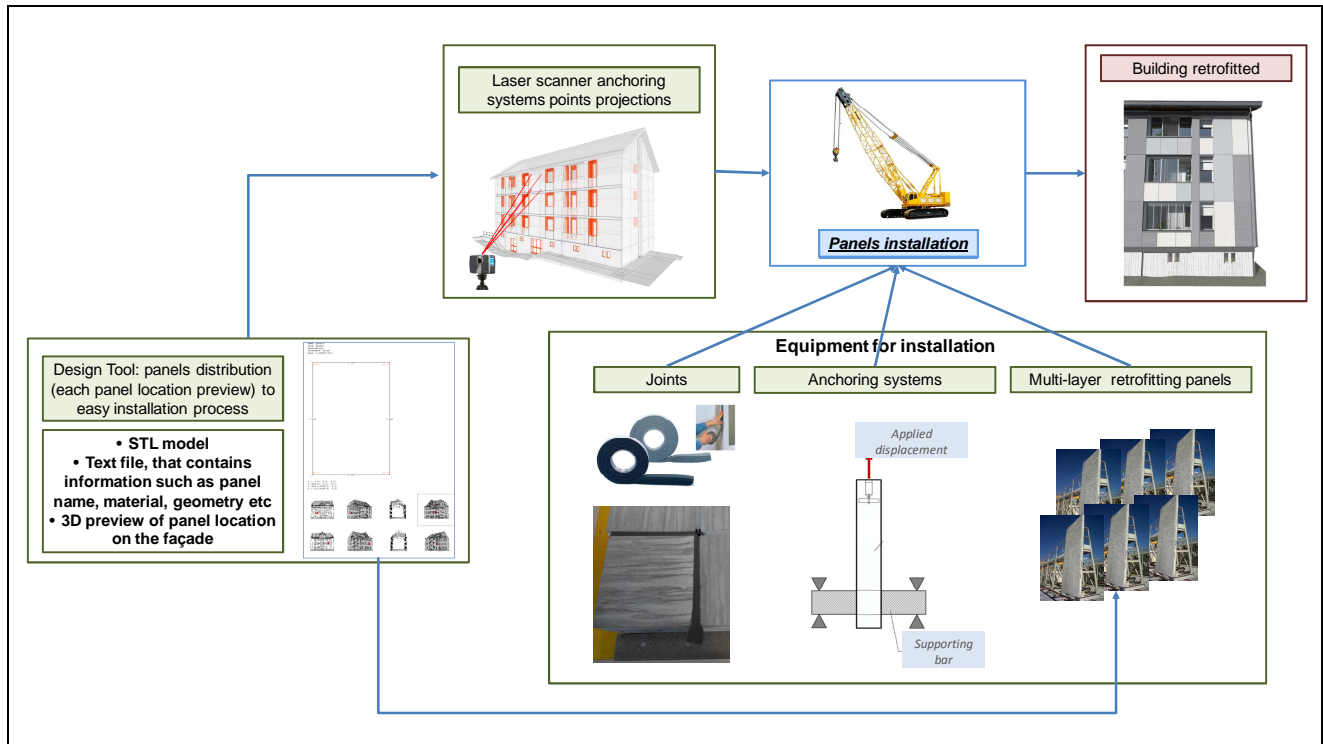 Laser scanner anchoring
systems points projections
Building retrofitted
Panels installation
Design Tool: panels distribution
(each panel location preview) to
easy installation process
• STL model
• Text file, that contains
information such as panel
name, material, geometry etc
• 3D preview of panel location
on the façade
Equipment for installation
Joints
Anchoring systems
Multi-layer retrofitting panels
Applied
displacement
Supporting
bar